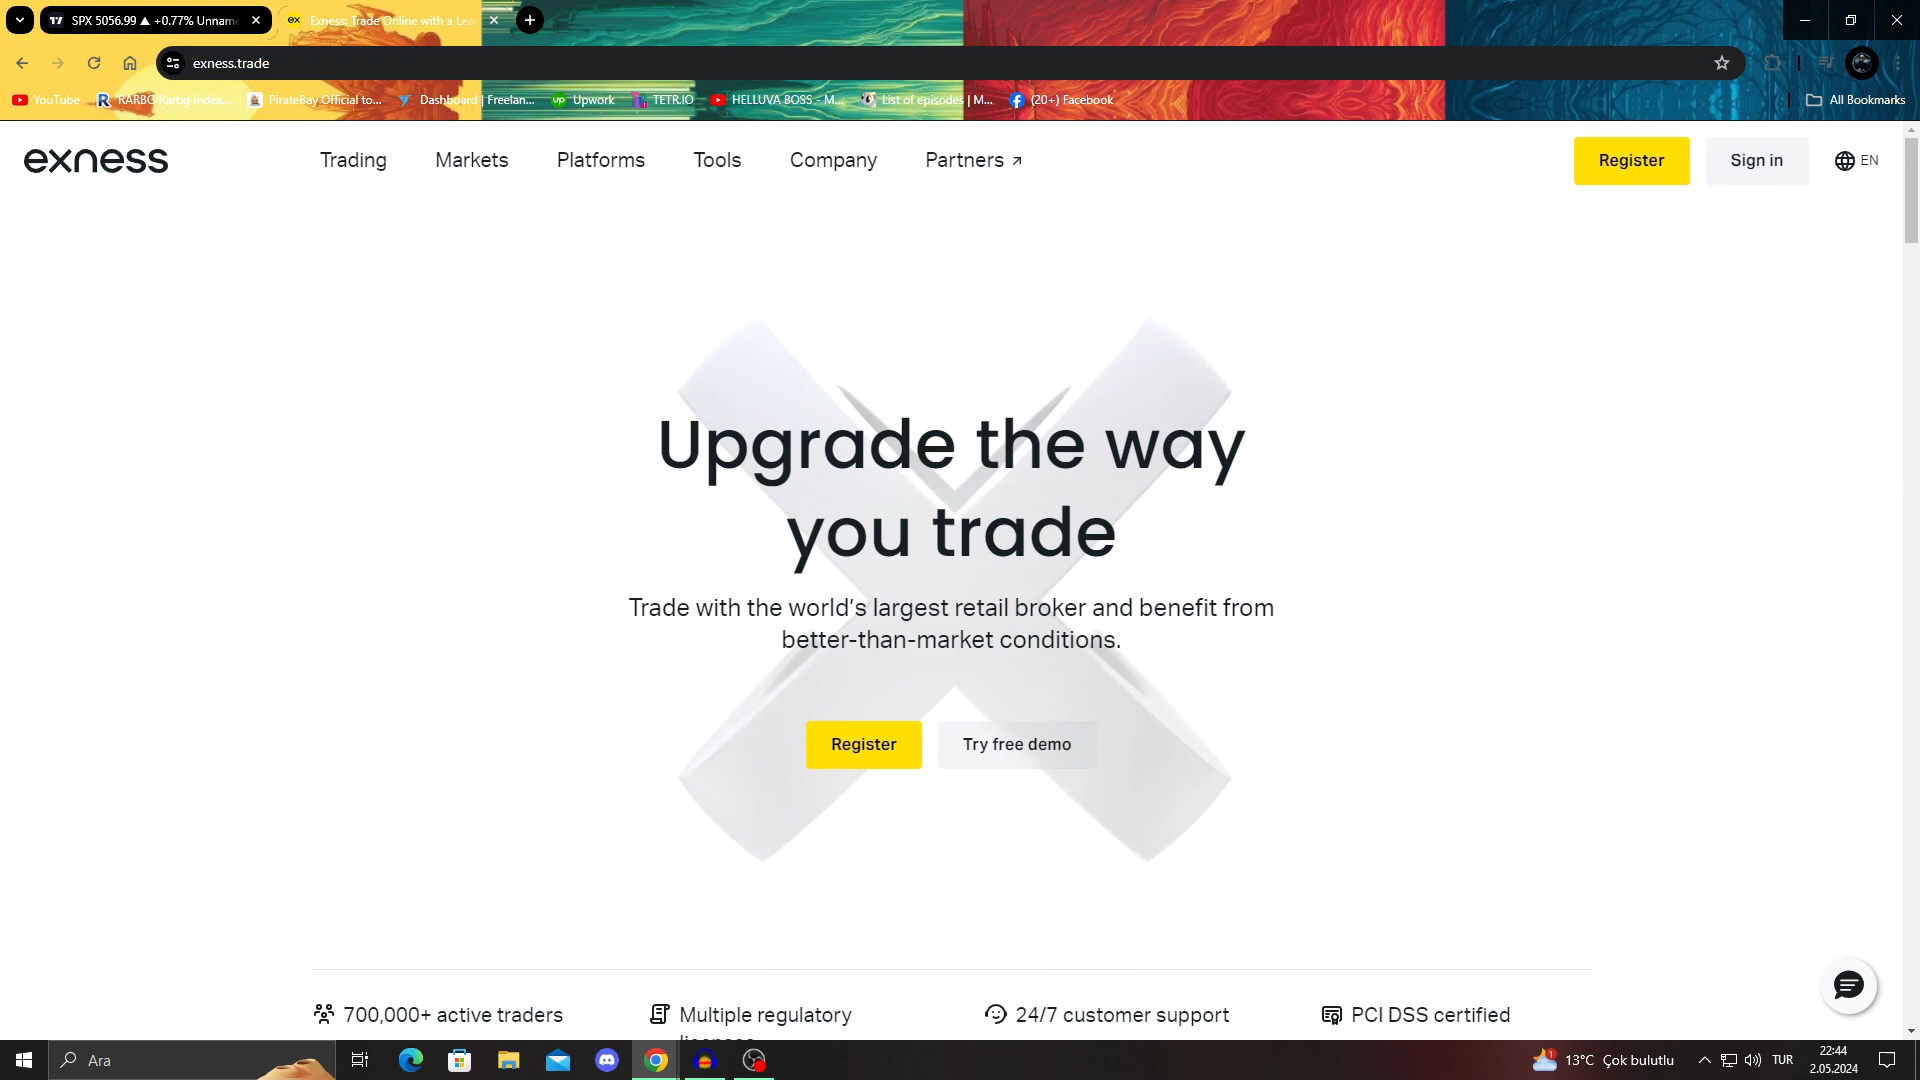 SPX 5056.99 ▲ +0.77% Unnam
Exness: Trade Online with a Lea
exness.trade
YouTube
RARBG Rarbg Index...
PirateBay Official to...
Dashboard | Freelan...
Upwork
TETR.IO
HELLUVA BOSS - M...
List of episodes | M...
(20+) Facebook
All Bookmarks
exness
Trading
Markets
Platforms
Tools
Company
Partners
Register
Sign in
EN
Upgrade the way
you trade
Trade with the world's largest retail broker and benefit from
better-than-market conditions.
Register
Try free demo
700,000+ active traders
Multiple regulatory
licenses
24/7 customer support
PCI DSS certified
Ara
13°C Çok bulutlu
TUR
22:44
2.05.2024